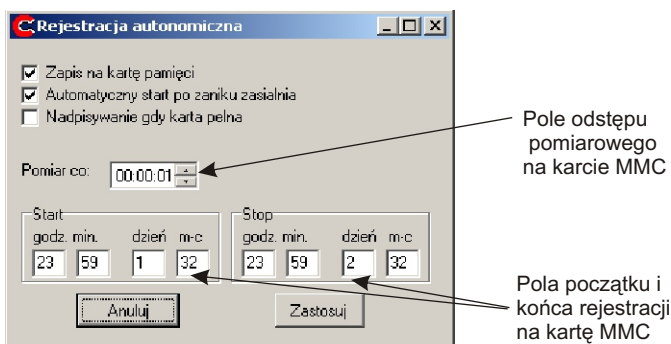 Rejestracja autonomiczna
Zapis na kartę pamięci
Automatyczny start po zaniku zasialnia
Nadpisywanie gdy karta pełna
Pomiar co: 00:00:01
Start
godz. min. dzień m-c
23 59 1 32
Stop
godz. min. dzień m-c
23 59 2 32
Anuluj
Zastosuj
Pole odstępu
pomiarowego
na karcie MMC
Pola początku i
końca rejestracji
na kartę MMC